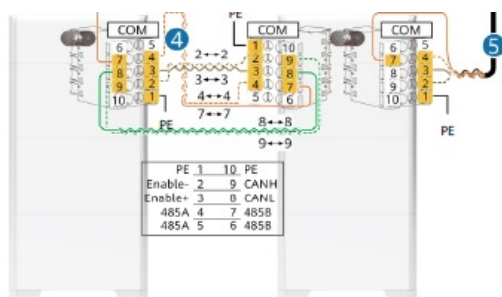 PE
COM
COM
COM
4
5
6 5
7 4
8 3
9 2
10 1
1 10
2 9
3 8
4 7
5 6
6 5
7 4
8 3
9 2
10 1
2↔2
3↔3
4↔4
7↔7
8↔8
9↔9
PE
PE
PE 1 10 PE
Enable- 2 9 CANH
Enable+ 3 8 CANL
485A 4 7 485B
485A 5 6 485B